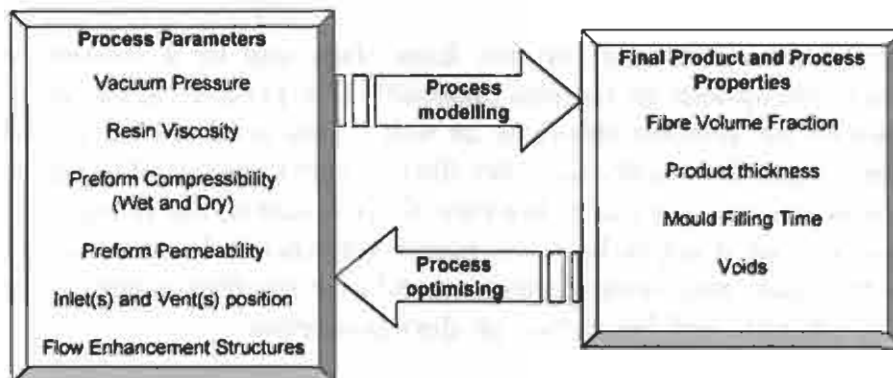 Process Parameters
Vacuum Pressure
Resin Viscosity
Preform Compressibility
(Wet and Dry)
Preform Permeability
Inlet(s) and Vent(s) position
Flow Enhancement Structures
Process
modelling
Process
optimising
Final Product and Process
Properties
Fibre Volume Fraction
Product thickness
Mould Filling Time
Voids